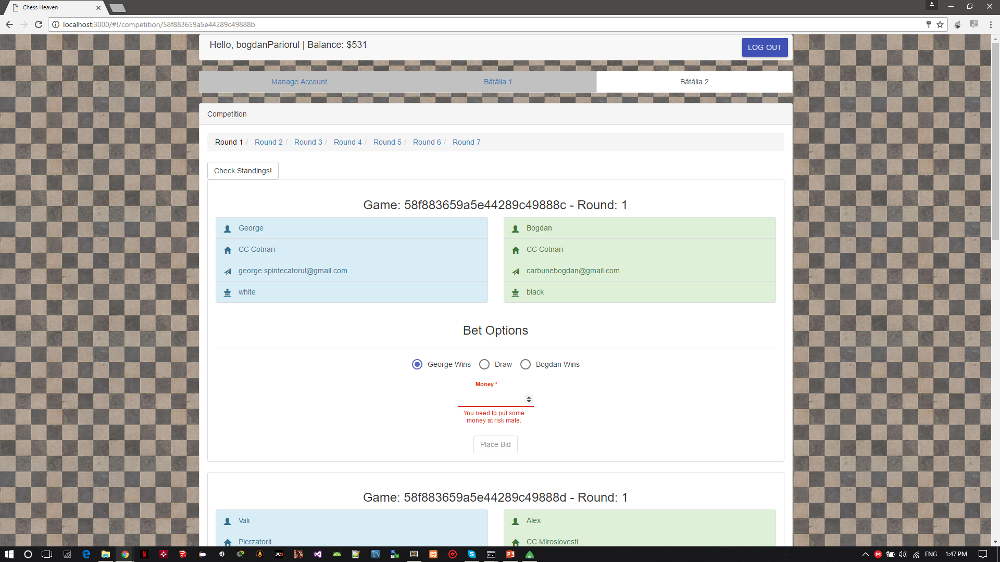 Chess Heaven
localhost:3000/#!/competition/58f883659a5e44289c49888b
Hello, bogdanPariorul | Balance: $531
LOG OUT
Manage Account
Bătălia 1
Bătălia 2
Competition
Round 1 / Round 2 / Round 3 / Round 4 / Round 5 / Round 6 / Round 7
Check Standings!
Game: 58f883659a5e44289c49888c - Round: 1
George
CC Cotnari
george.spintecatorul@gmail.com
white
Bogdan
CC Cotnari
carbunebogdan@gmail.com
black
Bet Options
George Wins
Draw
Bogdan Wins
Money *
You need to put some
money at risk mate.
Place Bid
Game: 58f883659a5e44289c49888d - Round: 1
Vali
Pierzatorii
Alex
CC Miroslovesti
JC3
ENG
1:47 PM